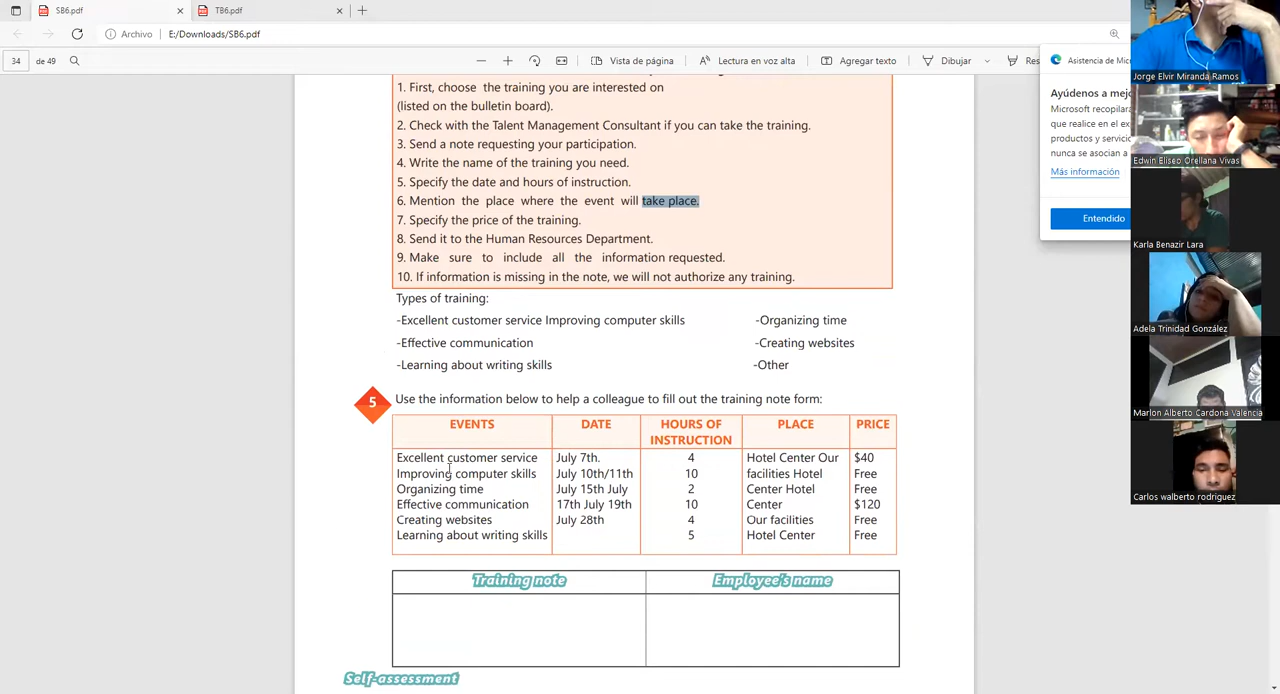 SB6.pdf
TB6.pdf
Archivo
E:/Downloads/SB6.pdf
34
de 49
Vista de página
Lectura en voz alta
Agregar texto
Dibujar
1. First, choose the training you are interested on
(listed on the bulletin board).
2. Check with the Talent Management Consultant if you can take the training.
3. Send a note requesting your participation.
4. Write the name of the training you need.
5. Specify the date and hours of instruction.
6. Mention the place where the event will take place.
7. Specify the price of the training.
8. Send it to the Human Resources Department.
9. Make sure to include all the information requested.
10. If information is missing in the note, we will not authorize any training.
Types of training:
-Excellent customer service Improving computer skills
-Organizing time
-Effective communication
-Creating websites
-Learning about writing skills
-Other
5
Use the information below to help a colleague to fill out the training note form:
EVENTS DATE HOURS OF INSTRUCTION PLACE PRICE
Excellent customer service July 7th. 4 Hotel Center Our $40
Improving computer skills July 10th/11th 10 facilities Hotel Free
Organizing time July 15th July 2 Center Hotel Free
Effective communication 17th July 19th 10 Center $120
Creating websites July 28th 4 Our facilities Free
Learning about writing skills 5 Hotel Center Free
Training note Employee's name
Self-assessment
Asistencia de Mic
Ayúdenos a mejo
Microsoft recopilara
que realice en el ex
productos y servicio
nunca se asocian a
Más información
Entendido
Jorge Elvir Miranda Ramos
Edwin Eliseo Orellana Vivas
Karla Benazir Lara
Adela Trinidad González
Marlon Alberto Cardona Valencia
Carlos walberto rodriguez